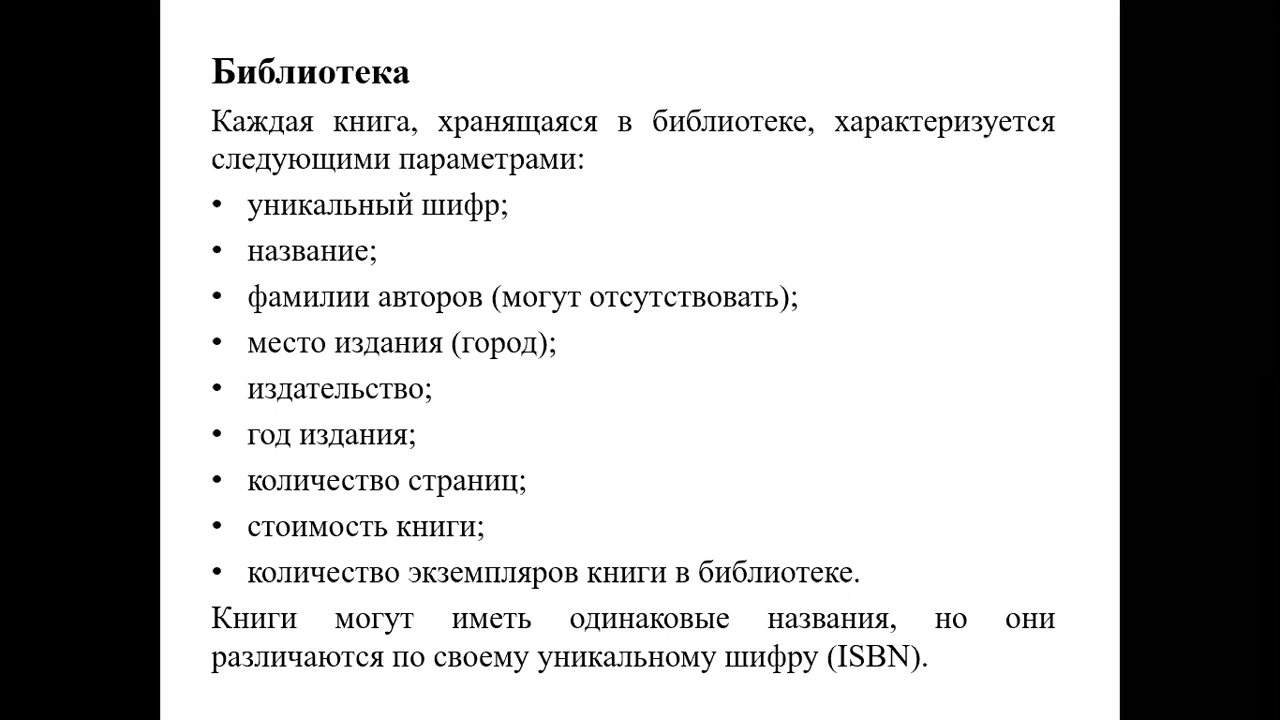 Библиотека
Каждая книга, хранящаяся в библиотеке, характеризуется
следующими параметрами:
• уникальный шифр;
• название;
• фамилии авторов (могут отсутствовать);
• место издания (город);
• издательство;
• год издания;
• количество страниц;
• стоимость книги;
• количество экземпляров книги в библиотеке.
Книги могут иметь одинаковые названия, но они
различаются по своему уникальному шифру (ISBN).